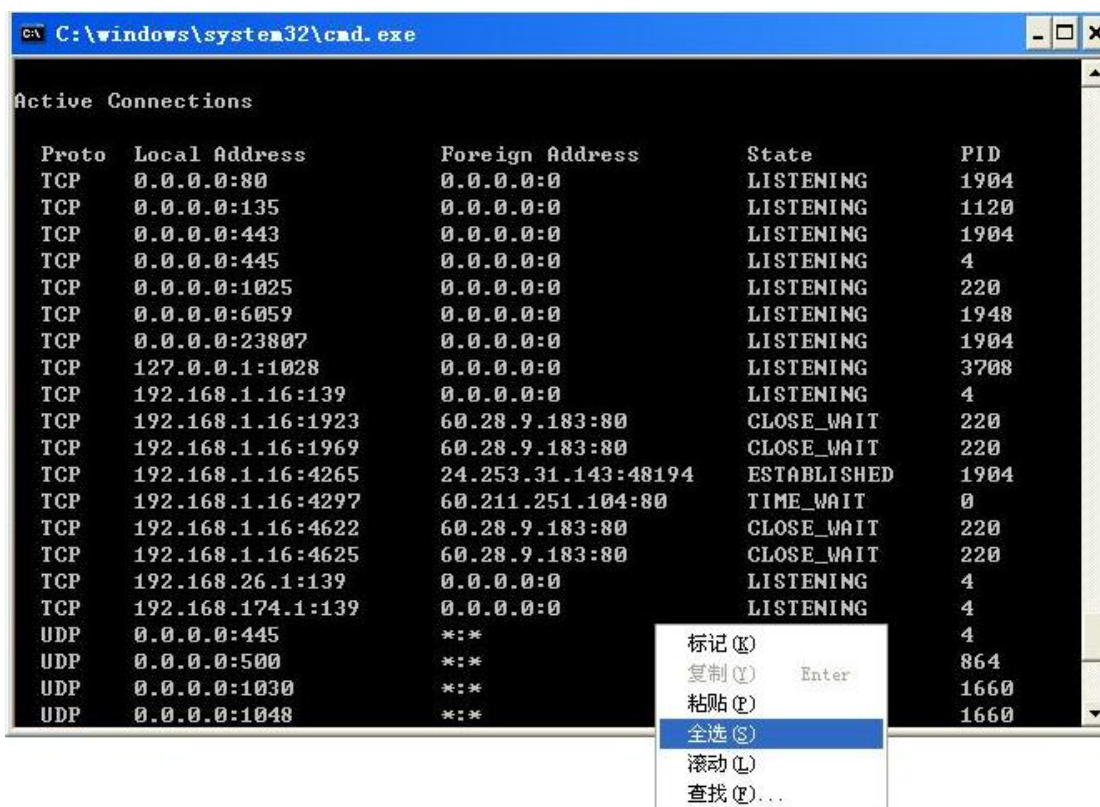 C:\windows\system32\cmd.exe
Active Connections
Proto Local Address Foreign Address State PID
TCP 0.0.0.0:80 0.0.0.0:0 LISTENING 1904
TCP 0.0.0.0:135 0.0.0.0:0 LISTENING 1120
TCP 0.0.0.0:443 0.0.0.0:0 LISTENING 1904
TCP 0.0.0.0:445 0.0.0.0:0 LISTENING 4
TCP 0.0.0.0:1025 0.0.0.0:0 LISTENING 220
TCP 0.0.0.0:6059 0.0.0.0:0 LISTENING 1948
TCP 0.0.0.0:23807 0.0.0.0:0 LISTENING 1904
TCP 127.0.0.1:1028 0.0.0.0:0 LISTENING 3708
TCP 192.168.1.16:139 0.0.0.0:0 LISTENING 4
TCP 192.168.1.16:1923 60.28.9.183:80 CLOSE_WAIT 220
TCP 192.168.1.16:1969 60.28.9.183:80 CLOSE_WAIT 220
TCP 192.168.1.16:4265 24.253.31.143:48194 ESTABLISHED 1904
TCP 192.168.1.16:4297 60.211.251.104:80 TIME_WAIT 0
TCP 192.168.1.16:4622 60.28.9.183:80 CLOSE_WAIT 220
TCP 192.168.1.16:4625 60.28.9.183:80 CLOSE_WAIT 220
TCP 192.168.26.1:139 0.0.0.0:0 LISTENING 4
TCP 192.168.174.1:139 0.0.0.0:0 LISTENING 4
UDP 0.0.0.0:445 *:* 4
UDP 0.0.0.0:500 *:* 864
UDP 0.0.0.0:1030 *:* 1660
UDP 0.0.0.0:1048 *:* 1660
标记(K)
复制(Y) Enter
粘贴(P)
全选(S)
滚动(L)
查找(F)...